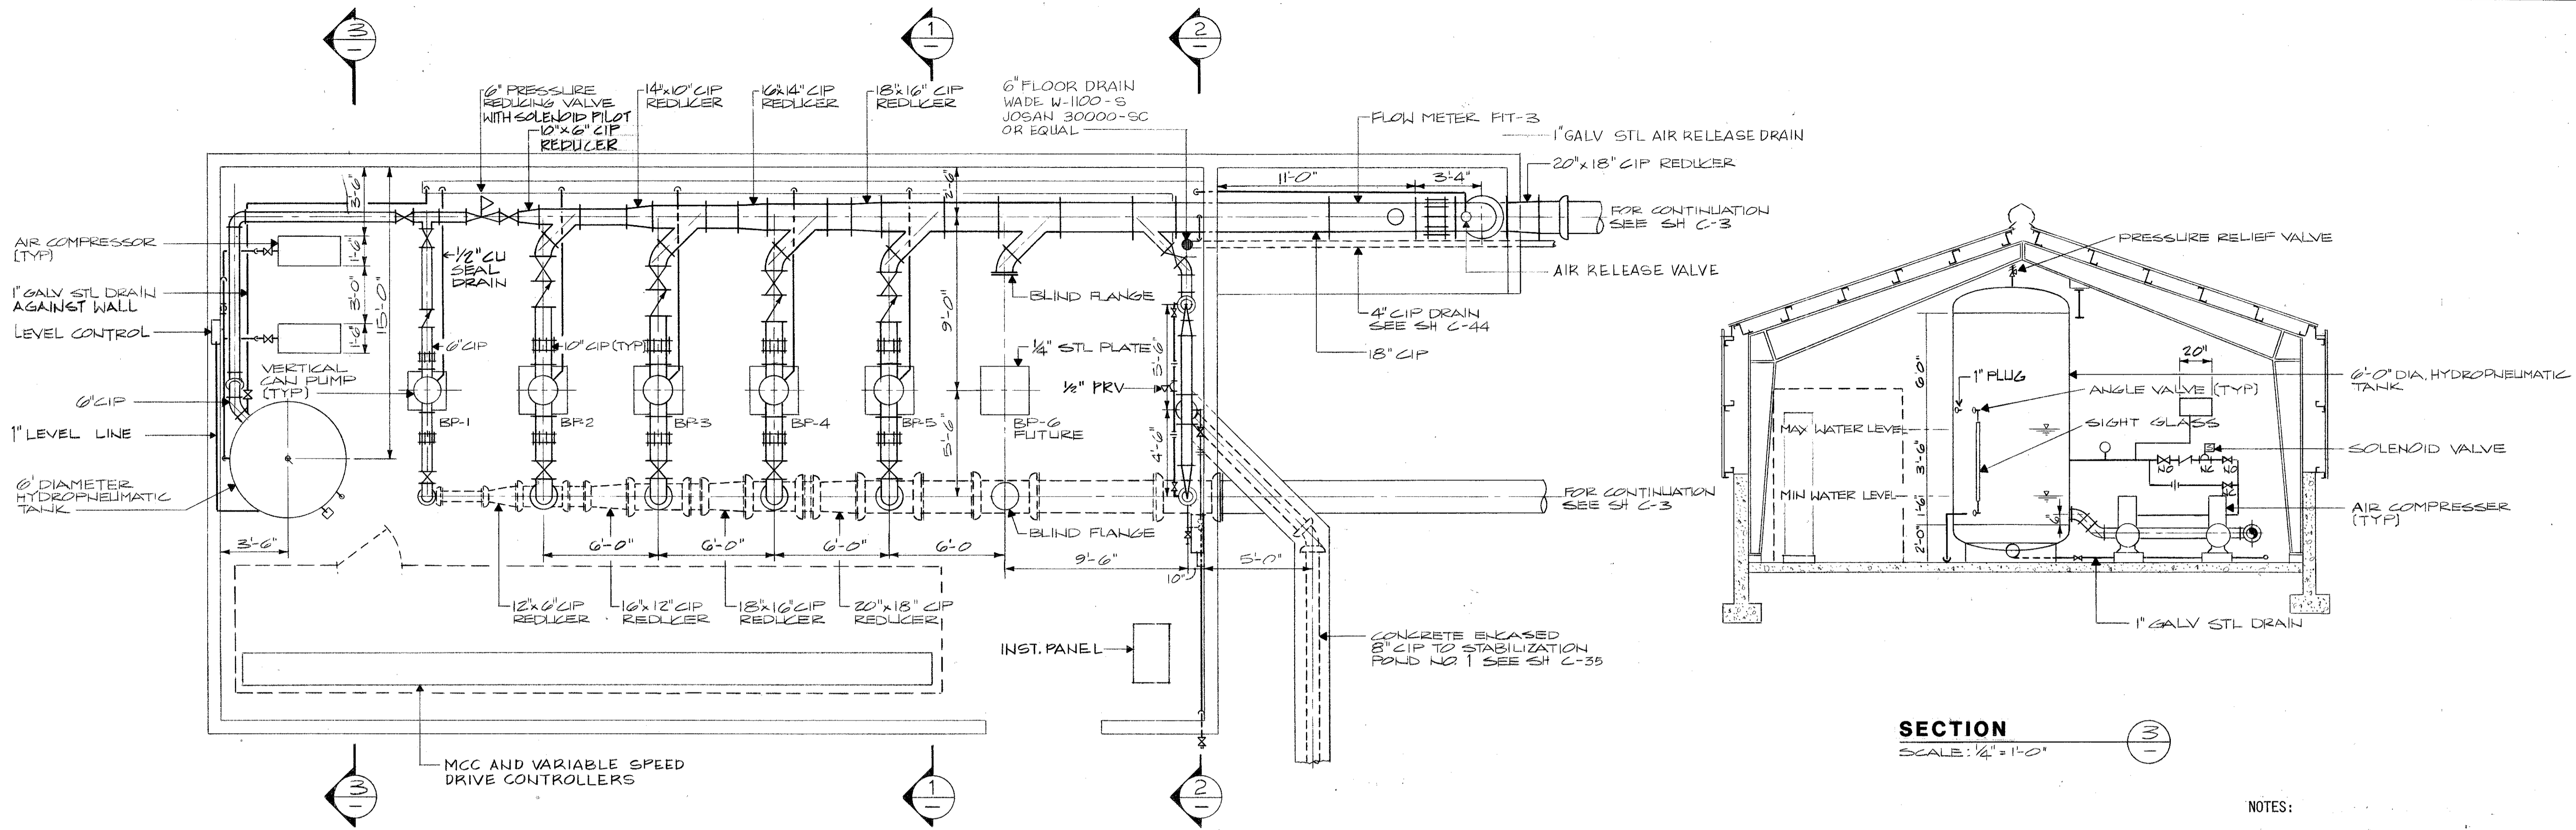 3
1
2
6" PRESSURE
REDUCING VALVE
WITH SOLENOID PILOT
10"x6" CIP
REDUCER
14"x10" CIP
REDUCER
16"x14" CIP
REDUCER
18"x16" CIP
REDUCER
6" FLOOR DRAIN
WADE W-1100-S
JOSAN 30000-SC
OR EQUAL
FLOW METER FIT-3
1" GALV STL AIR RELEASE DRAIN
20"x18" CIP REDUCER
11'-0"
3'-4"
FOR CONTINUATION
SEE SH C-3
AIR RELEASE VALVE
4" CIP DRAIN
SEE SH C-44
18" CIP
AIR COMPRESSOR
(TYP)
1" GALV STL DRAIN
AGAINST WALL
LEVEL CONTROL
VERTICAL
CAN PUMP
(TYP)
6" CIP
1" LEVEL LINE
6' DIAMETER
HYDROPNEUMATIC
TANK
3'-6"
1'-6"
3'-0"
1'-6"
15'-0"
1/2" CU
SEAL
DRAIN
6" CIP
10" CIP (TYP)
2'-6"
9'-0"
5'-6"
BLIND FLANGE
1/4" STL PLATE
1/2" PRV
5'-6"
4'-6"
BP-1
BP-2
BP-3
BP-4
BP-5
BP-6
FUTURE
BLIND FLANGE
FOR CONTINUATION
SEE SH C-3
3'-6"
6'-0"
6'-0"
6'-0"
6'-0
9'-6"
10"
5'-0"
12"x6" CIP
REDUCER
16"x12" CIP
REDUCER
18"x16" CIP
REDUCER
20"x18" CIP
REDUCER
INST. PANEL
CONCRETE ENCASED
8" CIP TO STABILIZATION
POND NO. 1 SEE SH C-35
MCC AND VARIABLE SPEED
DRIVE CONTROLLERS
3
1
2
PRESSURE RELIEF VALVE
20"
6'-0" DIA. HYDROPNEUMATIC
TANK
1" PLUG
ANGLE VALVE (TYP)
SIGHT GLASS
MAX WATER LEVEL
MIN WATER LEVEL
6'-0"
3'-6"
1'-6"
2'-0"
6"
NO
NC
NO
SOLENOID VALVE
AIR COMPRESSER
(TYP)
1" GALV STL DRAIN
SECTION
3
SCALE: 1/4" = 1'-0"
NOTES: